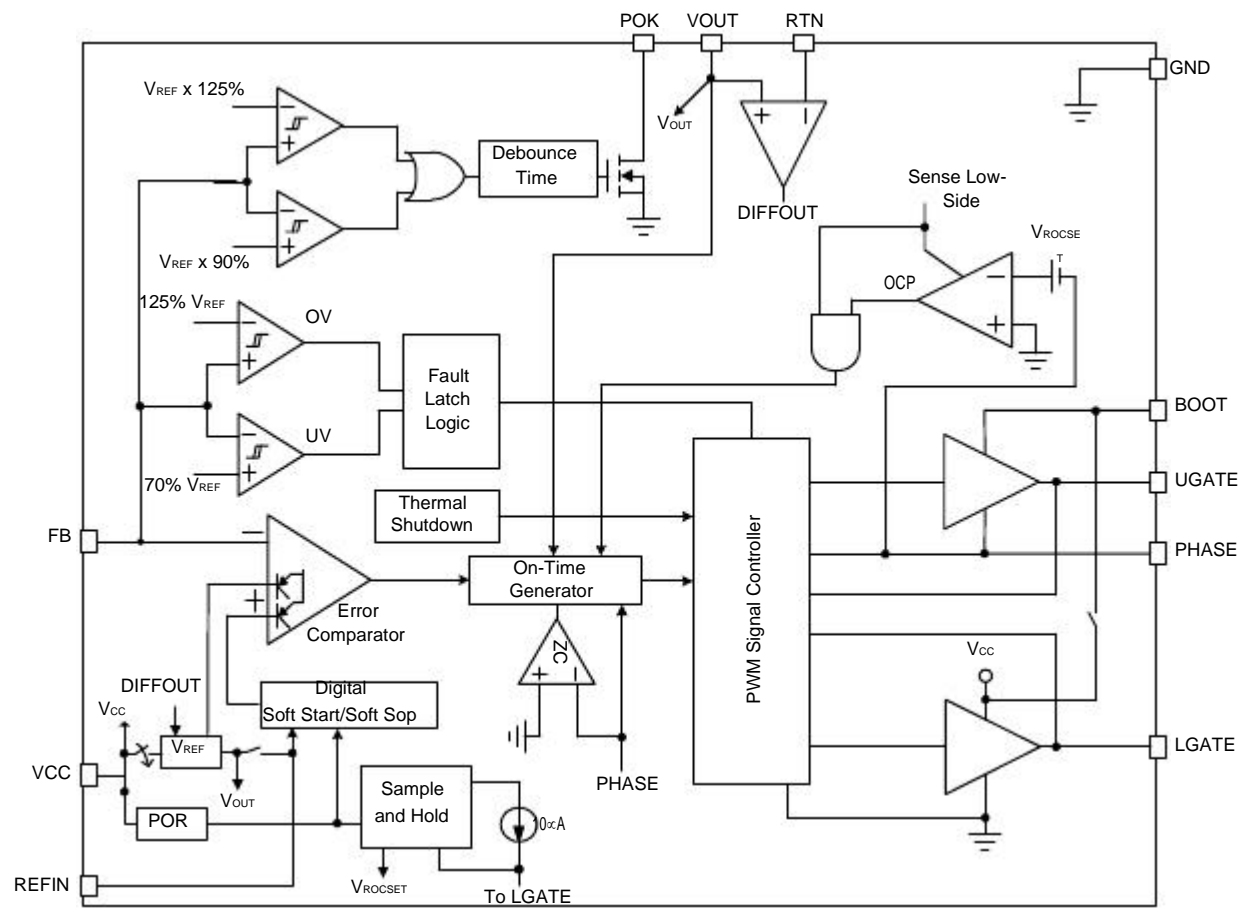 POK VOUT RTN
GND
VREF x 125%
VOUT
Debounce
Time
DIFFOUT
Sense Low-
Side
VROCSE
T
VREF x 90%
OCP
125% VREF
OV
Fault
Latch
Logic
BOOT
UV
70% VREF
UGATE
Thermal
Shutdown
FB
PHASE
On-Time
Generator
PWM Signal Controller
Error
Comparator
ZC
VCC
DIFFOUT
Digital
Soft Start/Soft Sop
VCC
VREF
LGATE
VCC
PHASE
VOUT
Sample
and Hold
POR
10∝A
REFIN
VROCSET
To LGATE